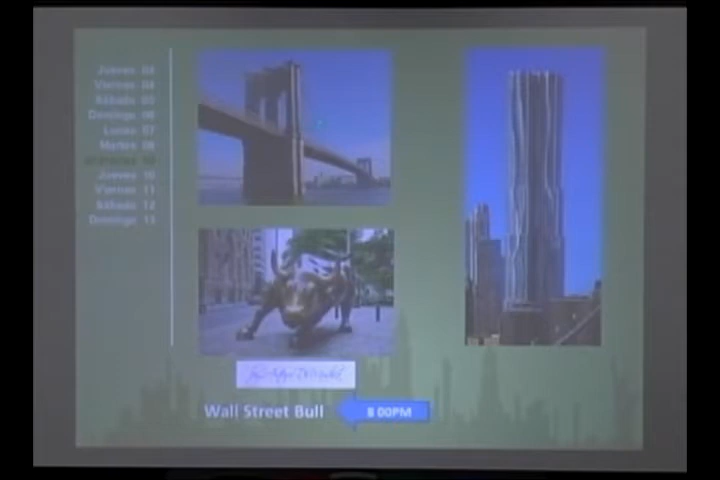 Jueves
Viernes 04
Sábado 05
Domingo 06
Lunes 07
Martes 08
Jueves 10
Viernes 11
Sábado 12
Domingo 13
Wall Street Bull
8:00PM